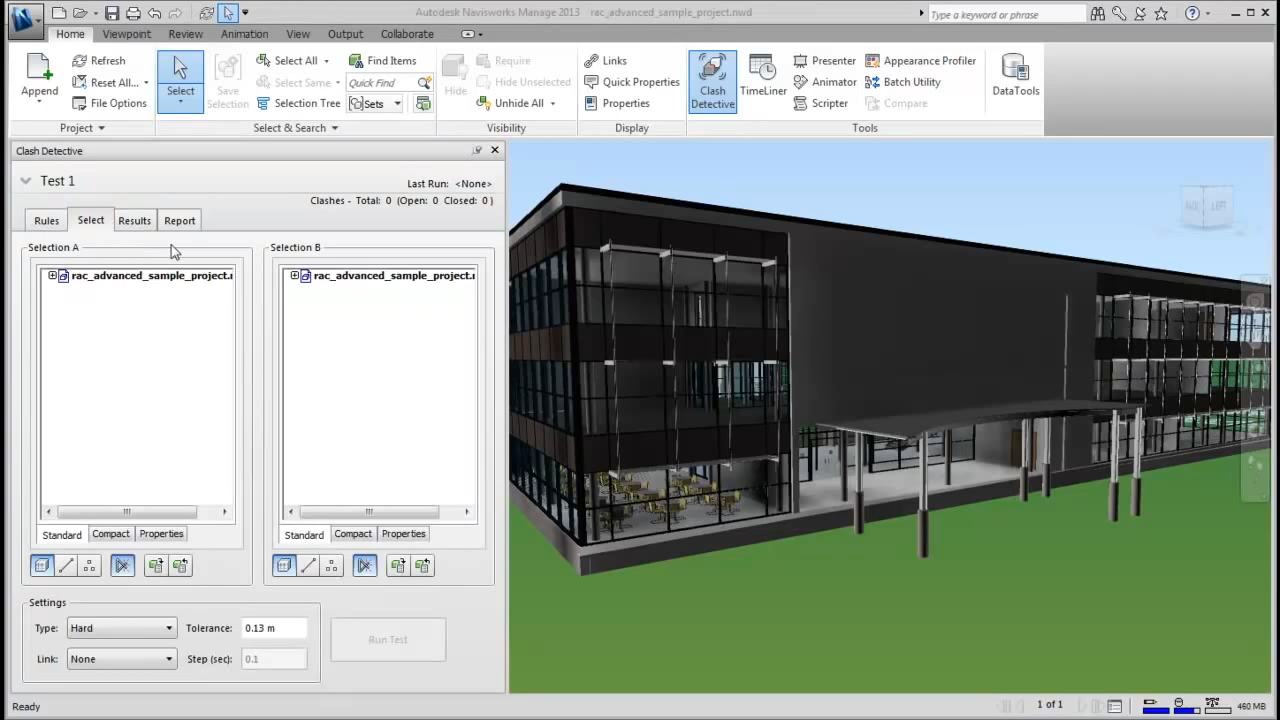 Autodesk Navisworks Manage 2013 rac_advanced_sample_project.nwd
Type a keyword or phrase
Home Viewpoint Review Animation View Output Collaborate
Append
Refresh
Reset All...
File Options
Project
Select
Save Selection
Select All
Select Same
Selection Tree
Find Items
Quick Find
Sets
Select & Search
Hide
Require
Hide Unselected
Unhide All
Visibility
Links
Quick Properties
Properties
Display
Clash Detective
TimeLiner
Presenter
Animator
Scripter
Appearance Profiler
Batch Utility
Compare
DataTools
Tools
Clash Detective
Test 1
Last Run: <None>
Clashes - Total: 0 (Open: 0 Closed: 0)
Rules Select Results Report
Selection A
rac_advanced_sample_project.
Standard Compact Properties
Selection B
rac_advanced_sample_project.
Standard Compact Properties
Settings
Type: Hard Tolerance: 0.13 m
Link: None Step (sec): 0.1
Run Test
LEFT
Ready
1 of 1
460 MB